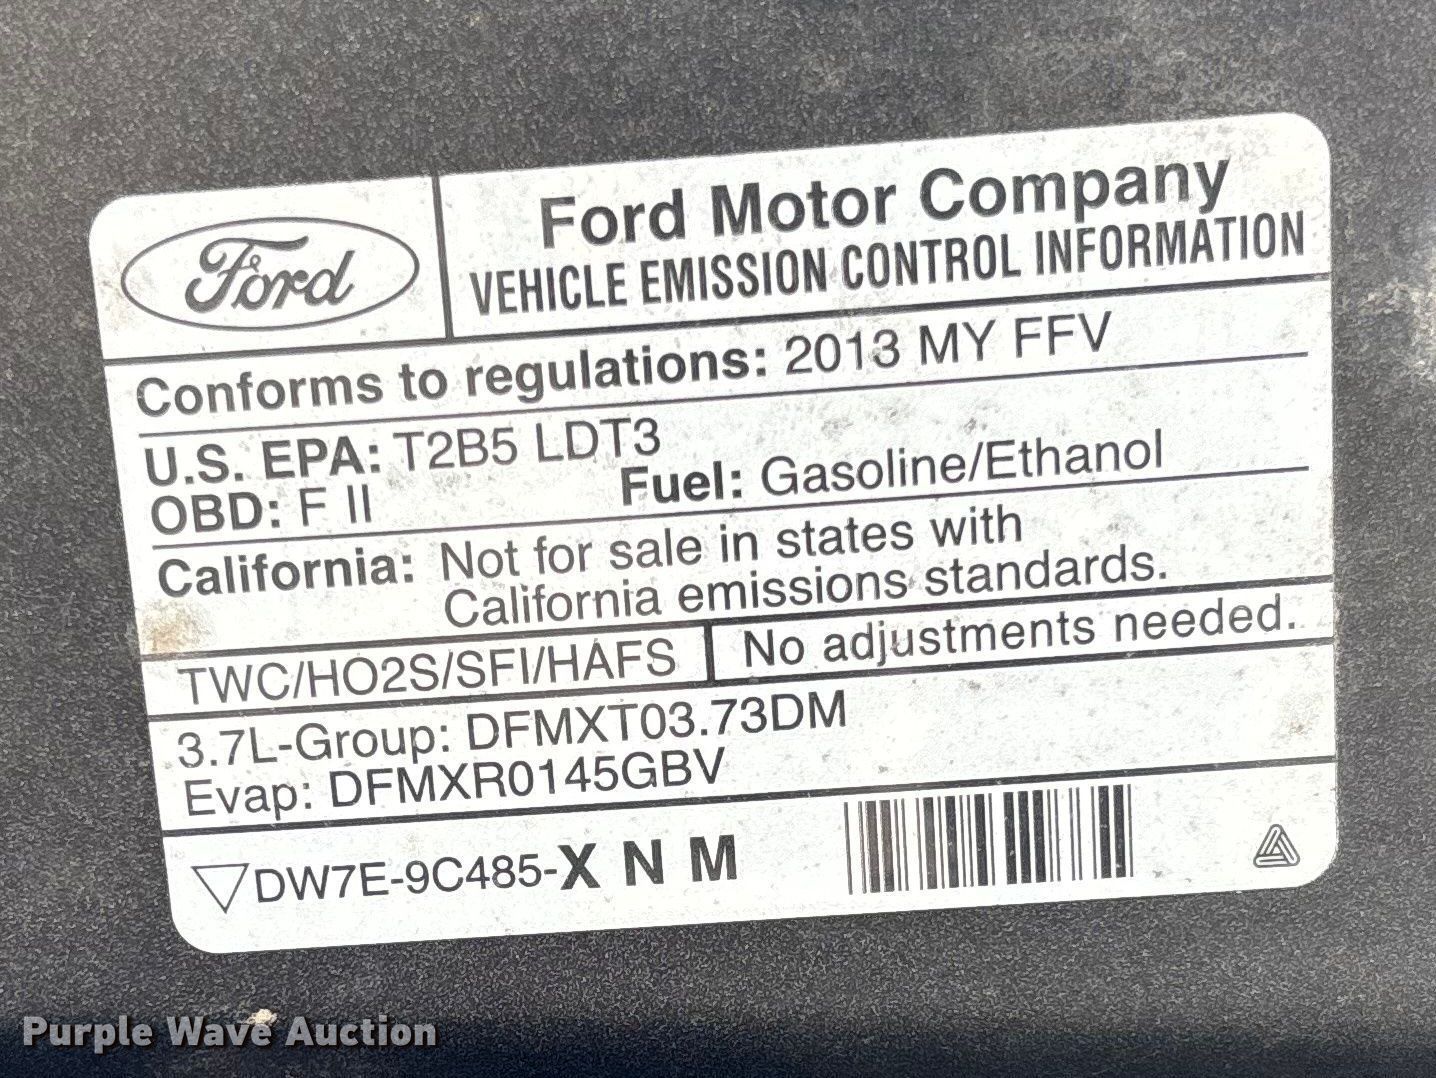 Ford
Ford Motor Company
VEHICLE EMISSION CONTROL INFORMATION
Conforms to regulations: 2013 MY FFV
U.S. EPA: T2B5 LDT3
OBD: F II
Fuel: Gasoline/Ethanol
California: Not for sale in states with
California emissions standards.
TWC/HO2S/SFI/HAFS
No adjustments needed.
3.7L-Group: DFMXT03.73DM
Evap: DFMXR0145GBV
DW7E-9C485-X N M
Purple Wave Auction